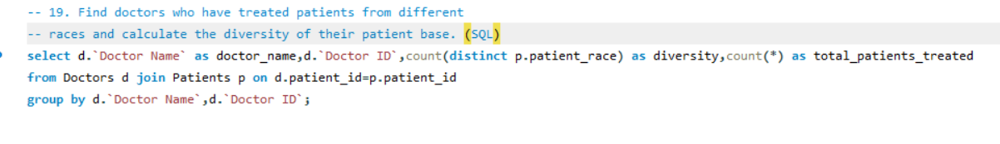 -- 19. Find doctors who have treated patients from different
-- races and calculate the diversity of their patient base. (SQL)
select d.`Doctor Name` as doctor_name,d.`Doctor ID`,count(distinct p.patient_race) as diversity,count(*) as total_patients_treated
from Doctors d join Patients p on d.patient_id=p.patient_id
group by d.`Doctor Name`,d.`Doctor ID`;